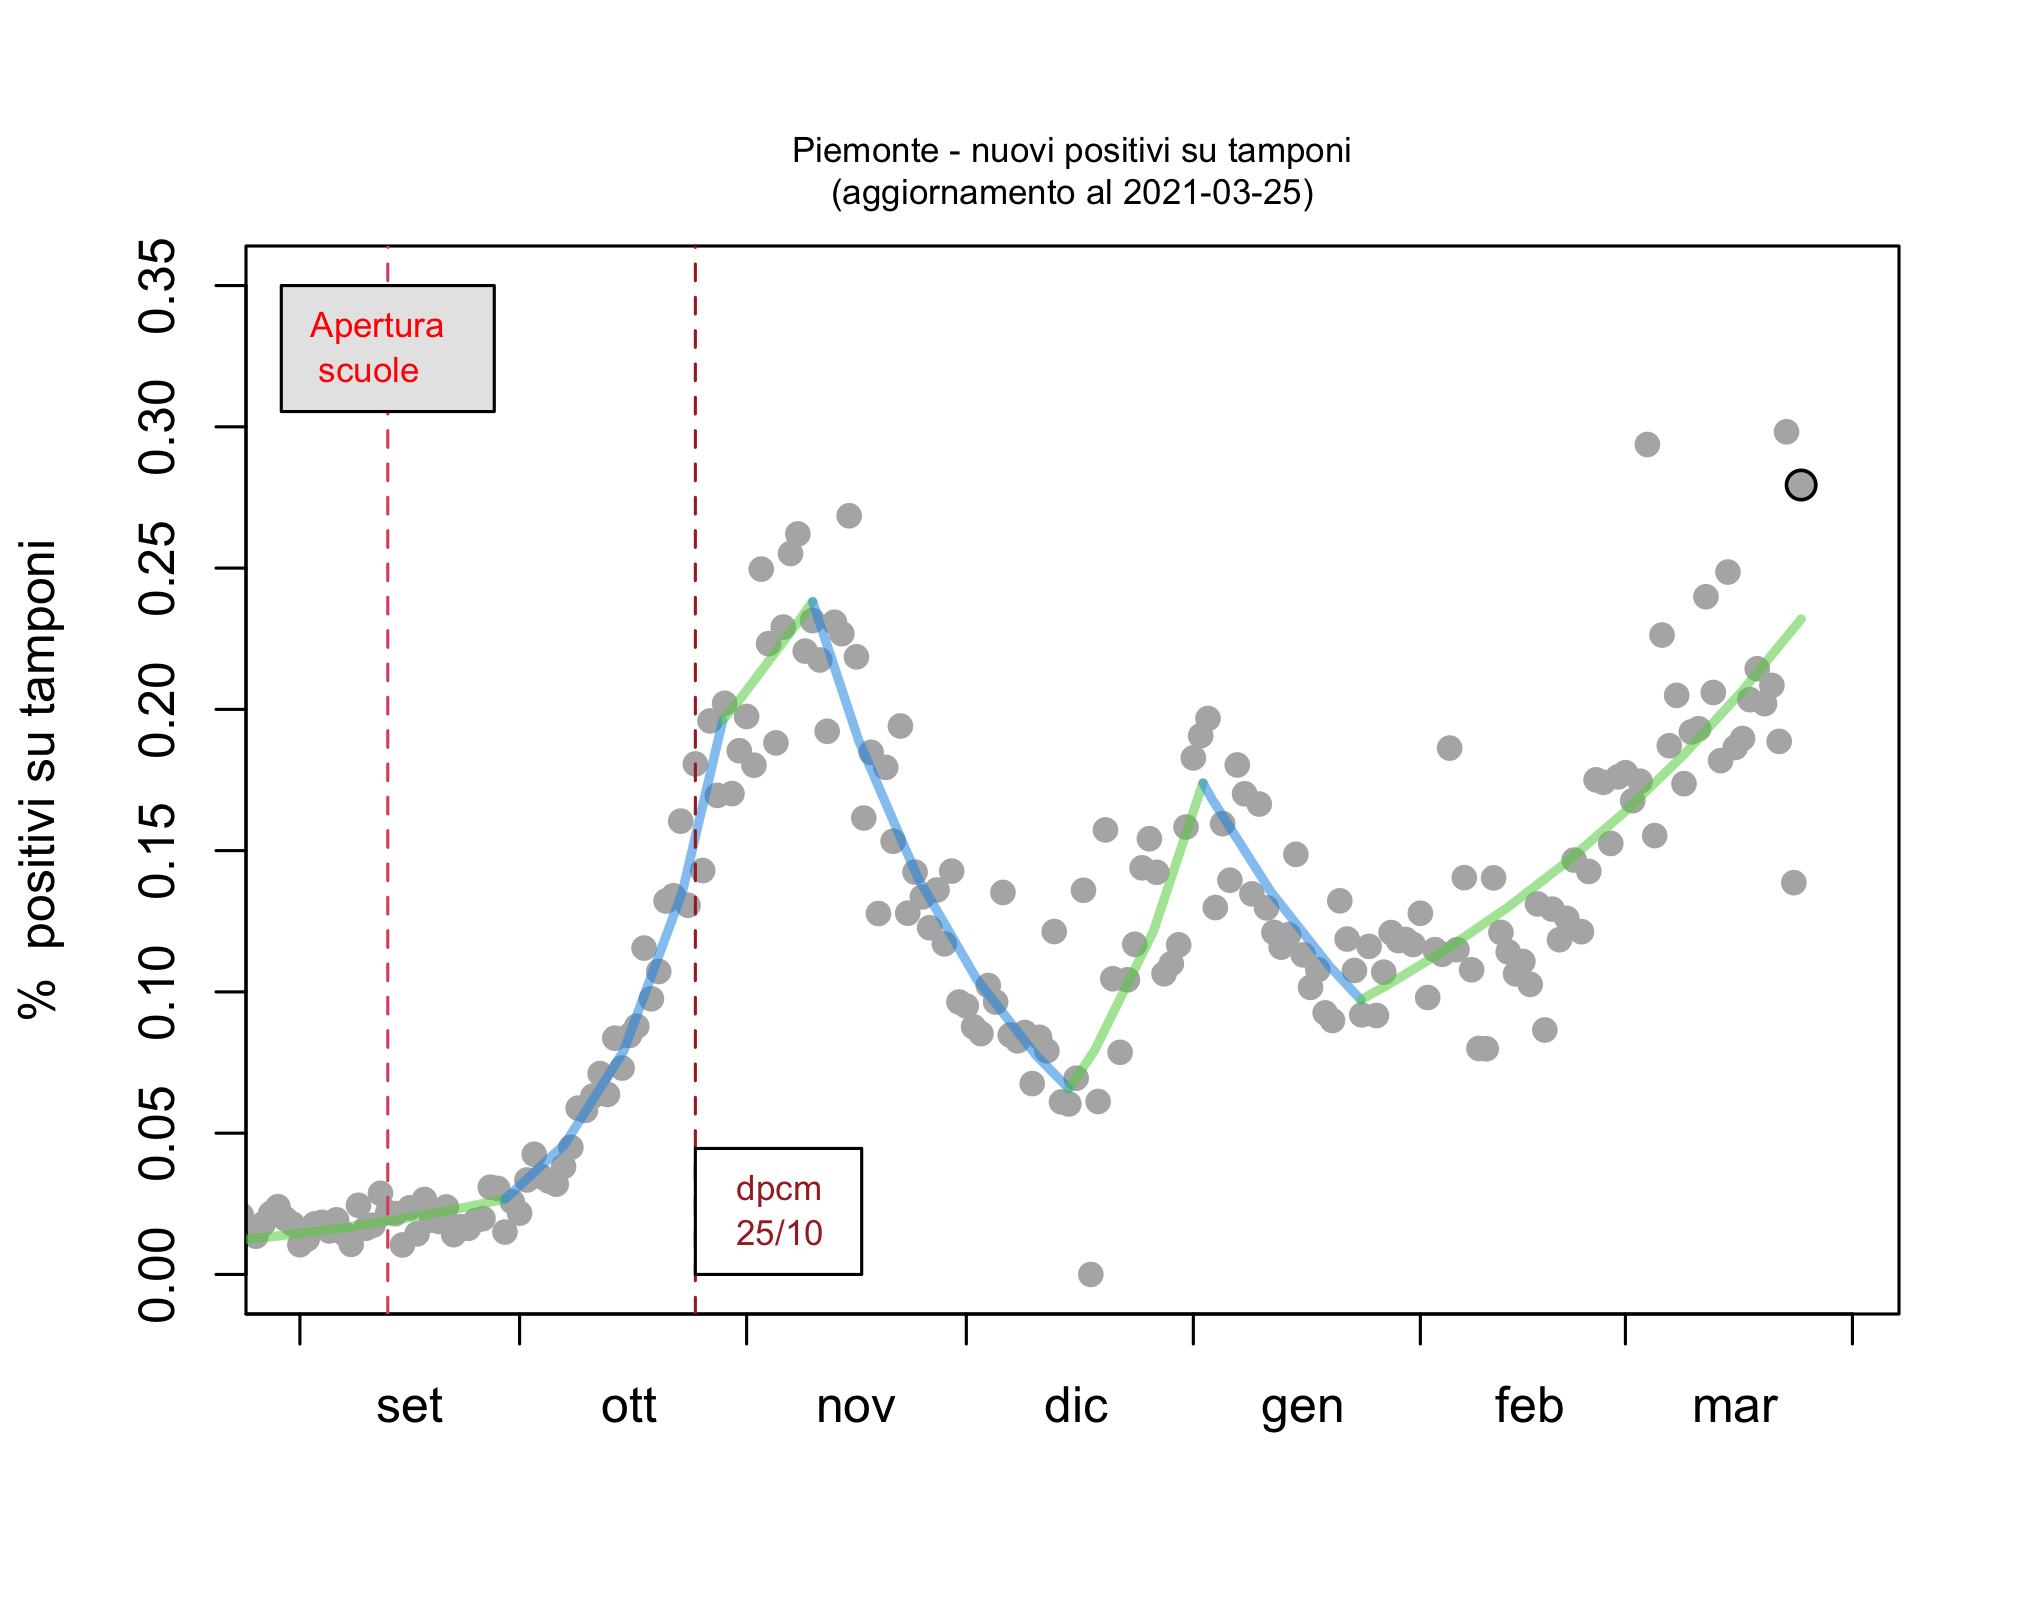 Piemonte - nuovi positivi su tamponi
(aggiornamento al 2021-03-25)
% positivi su tamponi
0.35
0.30
0.25
0.20
0.15
0.10
0.05
0.00
Apertura
scuole
dpcm
25/10
set ott nov dic gen feb mar